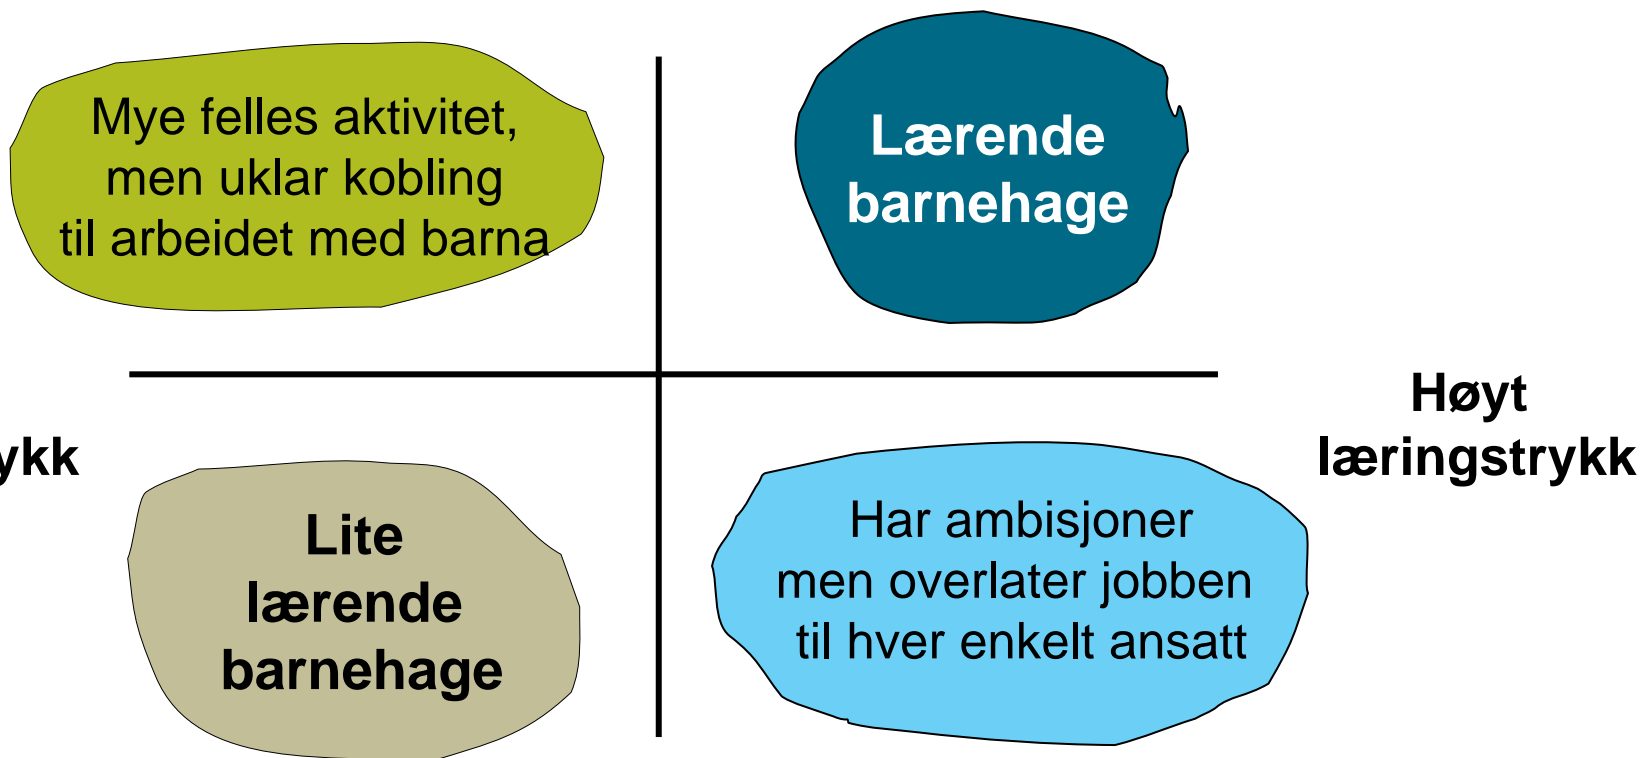 Mye felles aktivitet,
men uklar kobling
til arbeidet med barna
Lærende
barnehage
Høyt
læringstrykk
Lite
lærende
barnehage
Har ambisjoner
men overlater jobben
til hver enkelt ansatt